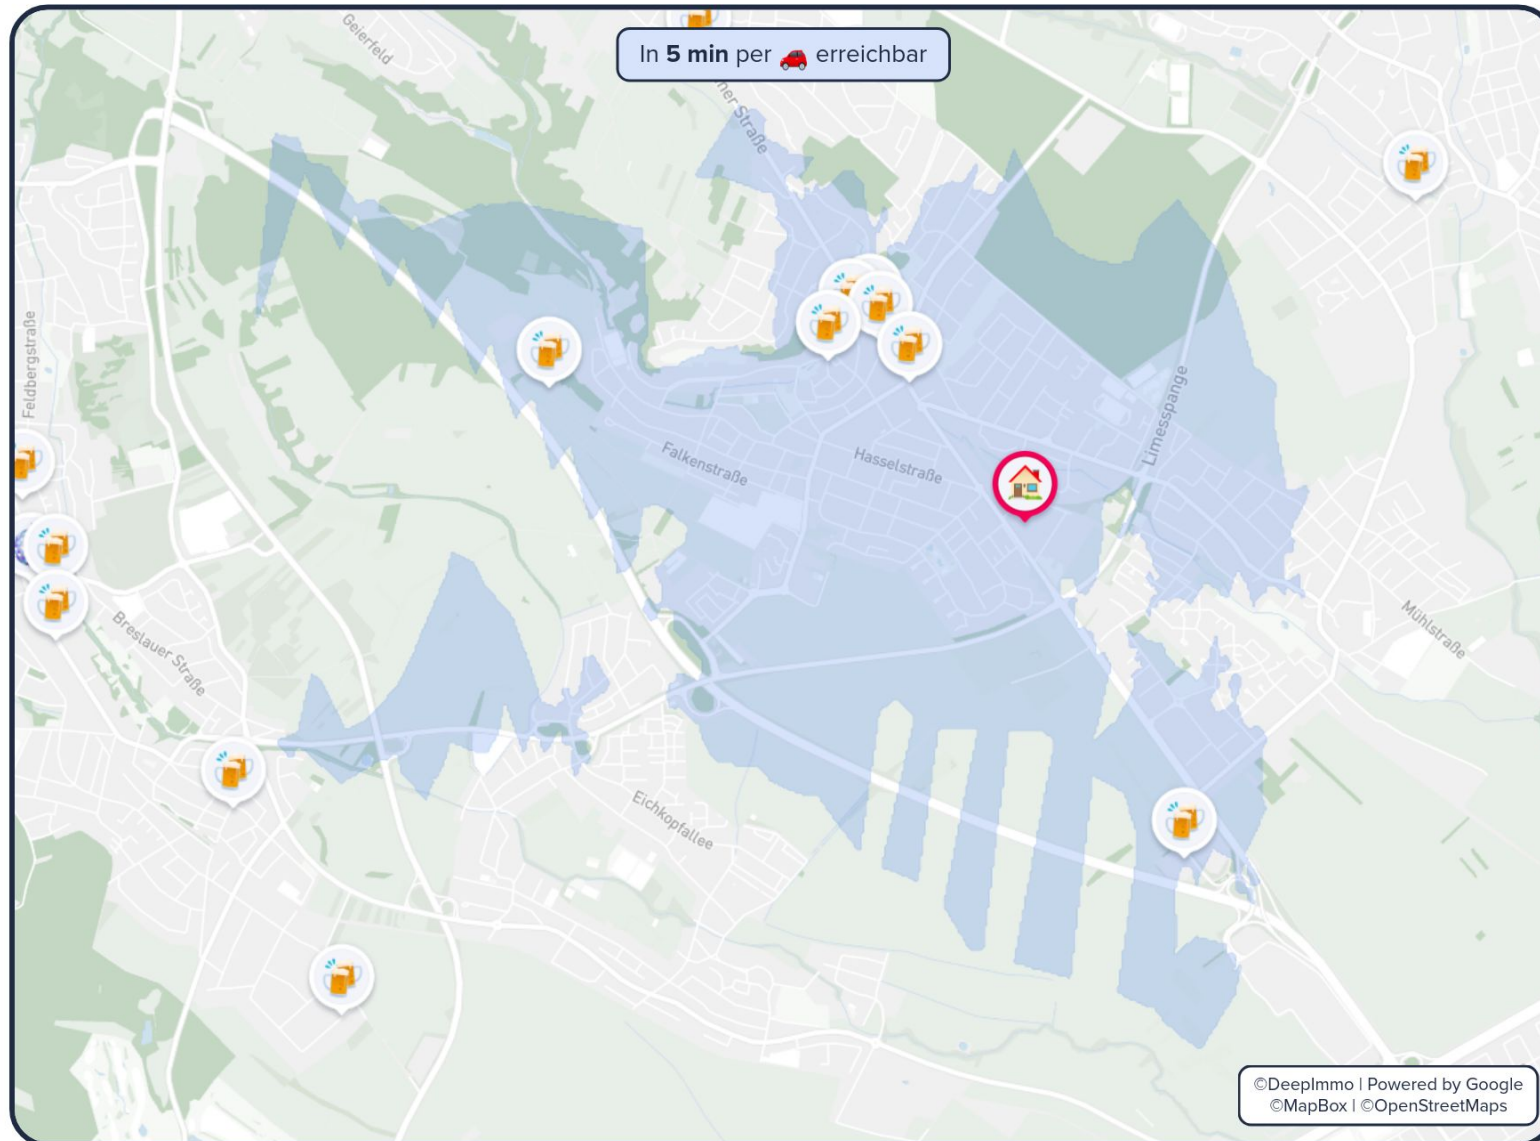 Geierfeld
In 5 min per erreichbar
Straße
Feldbergstraße
Limesspange
Falkenstraße
Hasselstraße
Breslauer Straße
Mühlstraße
Eichkopfallee
©DeepImmo | Powered by Google
©MapBox | ©OpenStreetMaps